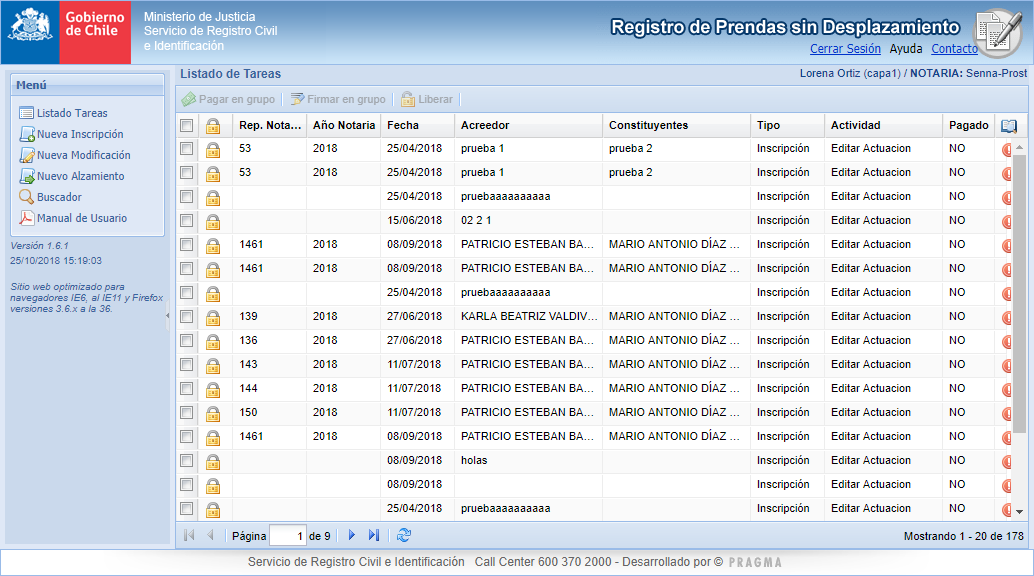 Gobierno
de Chile
Ministerio de Justicia
Servicio de Registro Civil
e Identificación
Registro de Prendas sin Desplazamiento
Cerrar Sesión Ayuda Contacto
Menú
Listado Tareas
Nueva Inscripción
Nueva Modificación
Nuevo Alzamiento
Buscador
Manual de Usuario
Versión 1.6.1
25/10/2018 15:19:03
Sitio web optimizado para
navegadores IE6, al IE11 y Firefox
versiones 3.6.x a la 36.
Listado de Tareas
Lorena Ortiz (capa1) / NOTARIA: Senna-Prost
Pagar en grupo Firmar en grupo Liberar
Rep. Nota... Año Notaria Fecha Acreedor Constituyentes Tipo Actividad Pagado
53 2018 25/04/2018 prueba 1 prueba 2 Inscripción Editar Actuacion NO
53 2018 25/04/2018 prueba 1 prueba 2 Inscripción Editar Actuacion NO
25/04/2018 pruebaaaaaaaaaa Inscripción Editar Actuacion NO
15/06/2018 02 2 1 Inscripción Editar Actuacion NO
1461 2018 08/09/2018 PATRICIO ESTEBAN BA... MARIO ANTONIO DÍAZ ... Inscripción Editar Actuacion NO
1461 2018 08/09/2018 PATRICIO ESTEBAN BA... MARIO ANTONIO DÍAZ ... Inscripción Editar Actuacion NO
25/04/2018 pruebaaaaaaaaaa Inscripción Editar Actuacion NO
139 2018 27/06/2018 KARLA BEATRIZ VALDIV... MARIO ANTONIO DÍAZ ... Inscripción Editar Actuacion NO
136 2018 27/06/2018 PATRICIO ESTEBAN BA... MARIO ANTONIO DÍAZ ... Inscripción Editar Actuacion NO
143 2018 11/07/2018 PATRICIO ESTEBAN BA... MARIO ANTONIO DÍAZ ... Inscripción Editar Actuacion NO
144 2018 11/07/2018 PATRICIO ESTEBAN BA... MARIO ANTONIO DÍAZ ... Inscripción Editar Actuacion NO
150 2018 11/07/2018 PATRICIO ESTEBAN BA... MARIO ANTONIO DÍAZ ... Inscripción Editar Actuacion NO
1461 2018 08/09/2018 PATRICIO ESTEBAN BA... MARIO ANTONIO DÍAZ ... Inscripción Editar Actuacion NO
08/09/2018 holas Inscripción Editar Actuacion NO
08/09/2018 Inscripción Editar Actuacion NO
25/04/2018 pruebaaaaaaaaaa Inscripción Editar Actuacion NO
Página 1 de 9 Mostrando 1 - 20 de 178
Servicio de Registro Civil e Identificación Call Center 600 370 2000 - Desarrollado por © PRAGMA